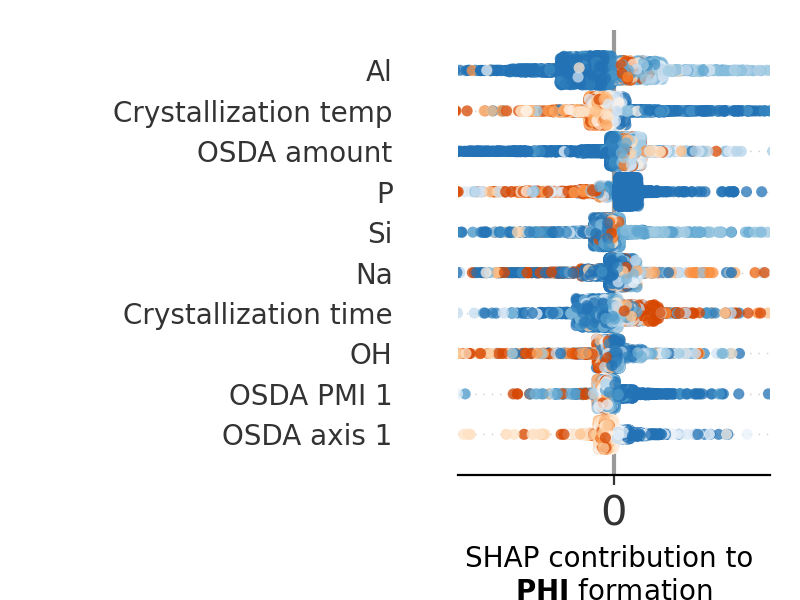 Al
Crystallization temp
OSDA amount
P
Si
Na
Crystallization time
OH
OSDA PMI 1
OSDA axis 1
0
SHAP contribution to
PHI formation